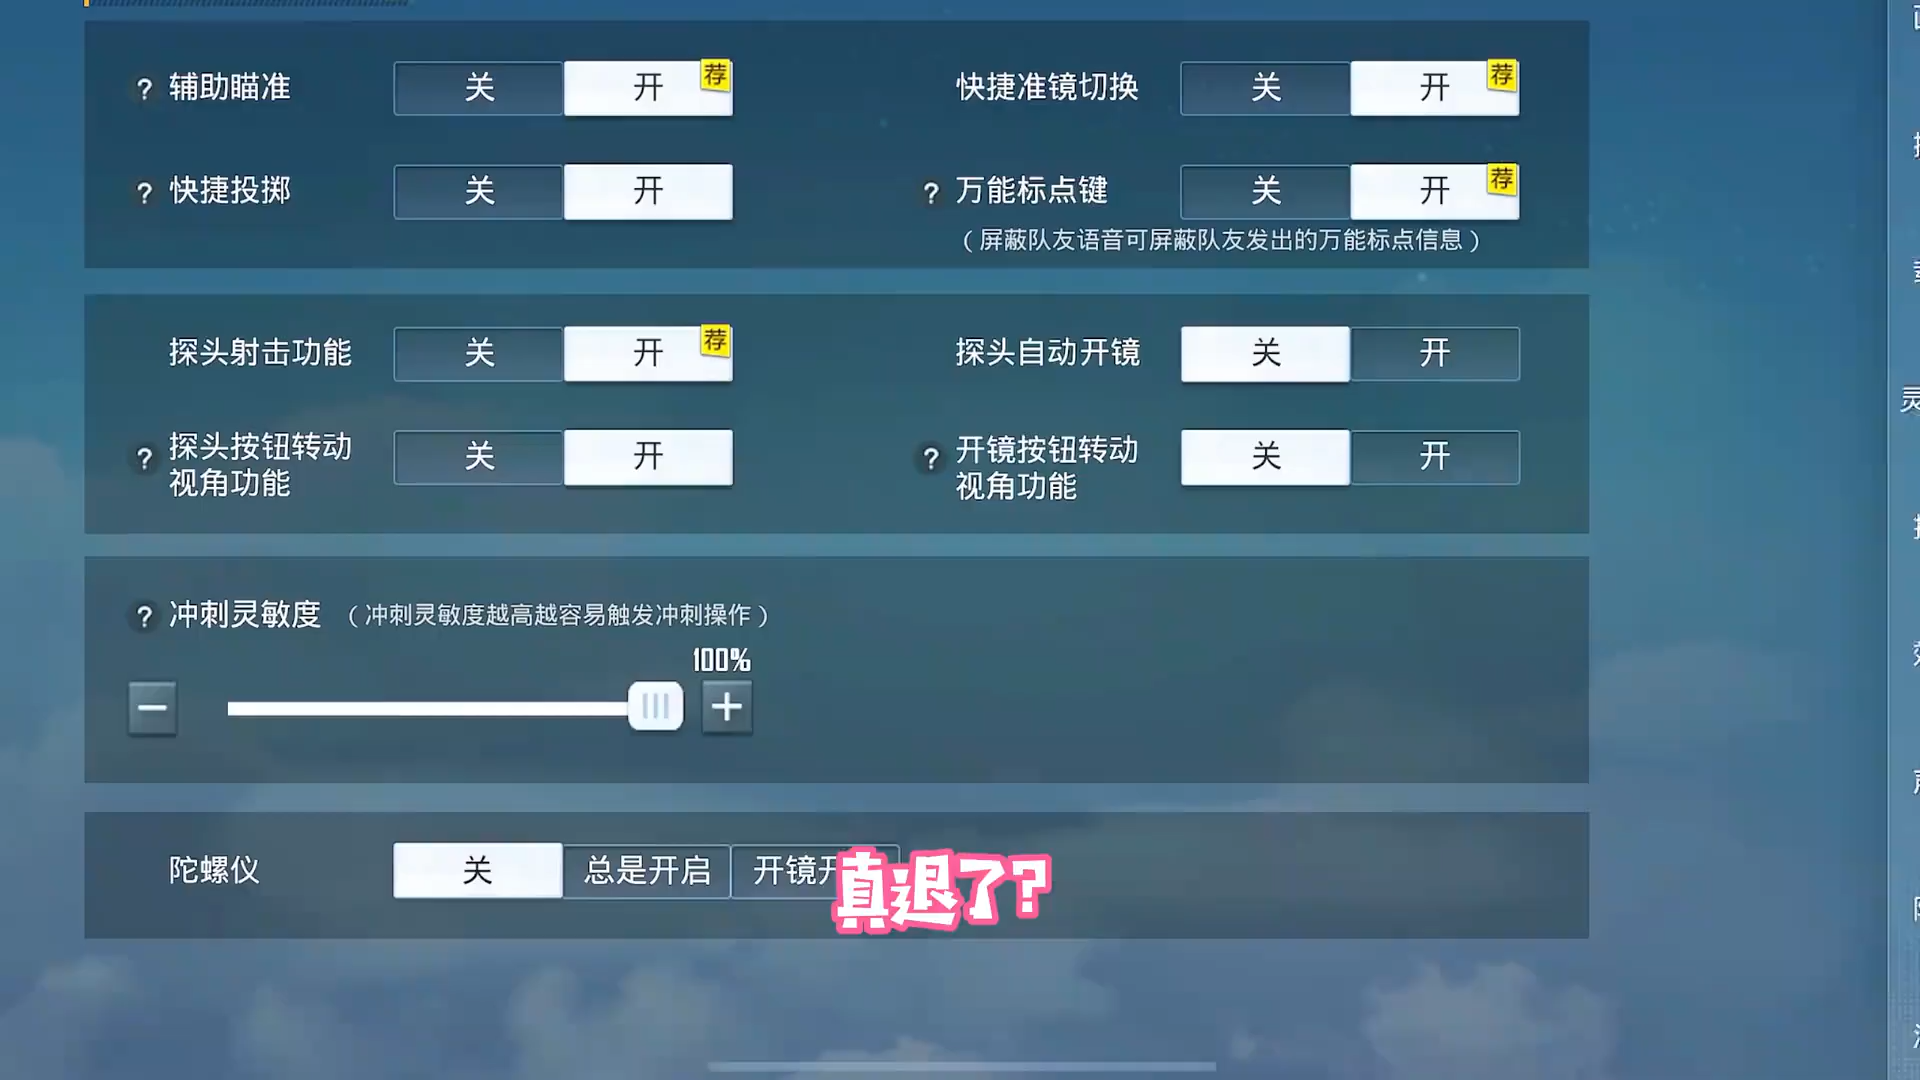 ? 辅助瞄准 关 开 荐
快捷准镜切换 关 开 荐
? 快捷投掷 关 开
? 万能标点键 关 开 荐
（屏蔽队友语音可屏蔽队友发出的万能标点信息）
探头射击功能 关 开 荐
探头自动开镜 关 开
? 探头按钮转动
视角功能 关 开
? 开镜按钮转动
视角功能 关 开
? 冲刺灵敏度 （冲刺灵敏度越高越容易触发冲刺操作）
100%
陀螺仪 关 总是开启 开镜开
真退了?
灵